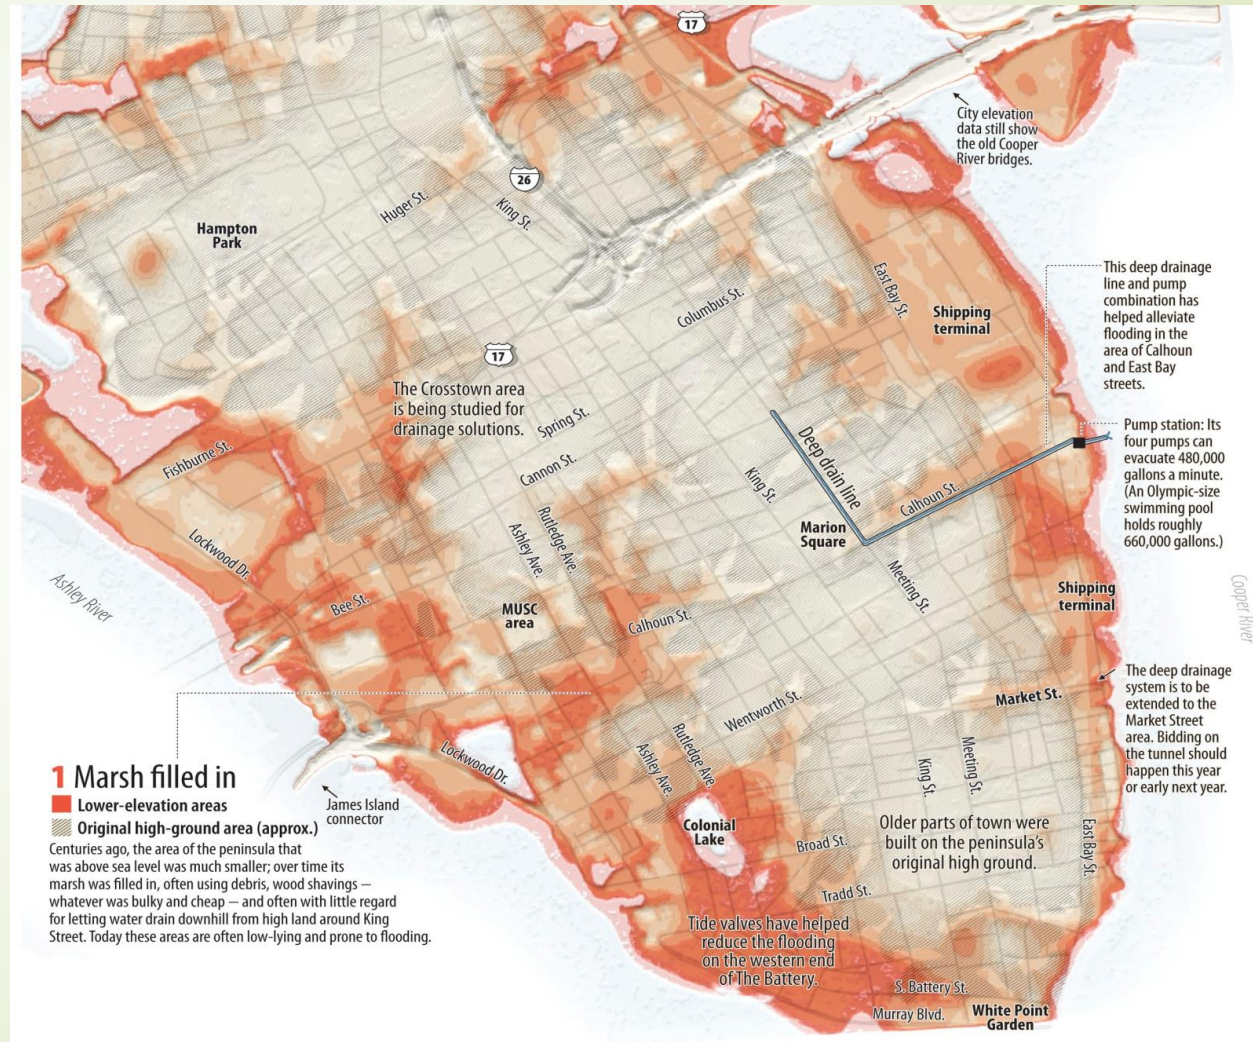 17
City elevation
data still show
the old Cooper
River bridges.
26
Huger St.
King St.
Hampton
Park
East Bay St.
Columbus St.
Shipping
terminal
This deep drainage
line and pump
combination has
helped alleviate
flooding in the
area of Calhoun
and East Bay
streets.
17
The Crosstown area
is being studied for
drainage solutions.
Spring St.
Cannon St.
Fishburne St.
Deep drain line
King St.
Calhoun St.
Marion
Square
Pump station: Its
four pumps can
evacuate 480,000
gallons a minute.
(An Olympic-size
swimming pool
holds roughly
660,000 gallons.)
Rutledge Ave.
Ashley Ave.
Lockwood Dr.
Ashley River
Bee St.
MUSC
area
Calhoun St.
Meeting St.
Shipping
terminal
Cooper River
The deep drainage
system is to be
extended to the
Market Street
area. Bidding on
the tunnel should
happen this year
or early next year.
Market St.
Wentworth St.
Rutledge Ave.
Ashley Ave.
Lockwood Dr.
Meeting St.
King St.
James Island
connector
1 Marsh filled in
Lower-elevation areas
Original high-ground area (approx.)
Centuries ago, the area of the peninsula that
was above sea level was much smaller; over time its
marsh was filled in, often using debris, wood shavings —
whatever was bulky and cheap — and often with little regard
for letting water drain downhill from high land around King
Street. Today these areas are often low-lying and prone to flooding.
Colonial
Lake
Broad St.
Older parts of town were
built on the peninsula's
original high ground.
East Bay St.
Tradd St.
Tide valves have helped
reduce the flooding
on the western end
of The Battery.
S. Battery St.
Murray Blvd.
White Point
Garden